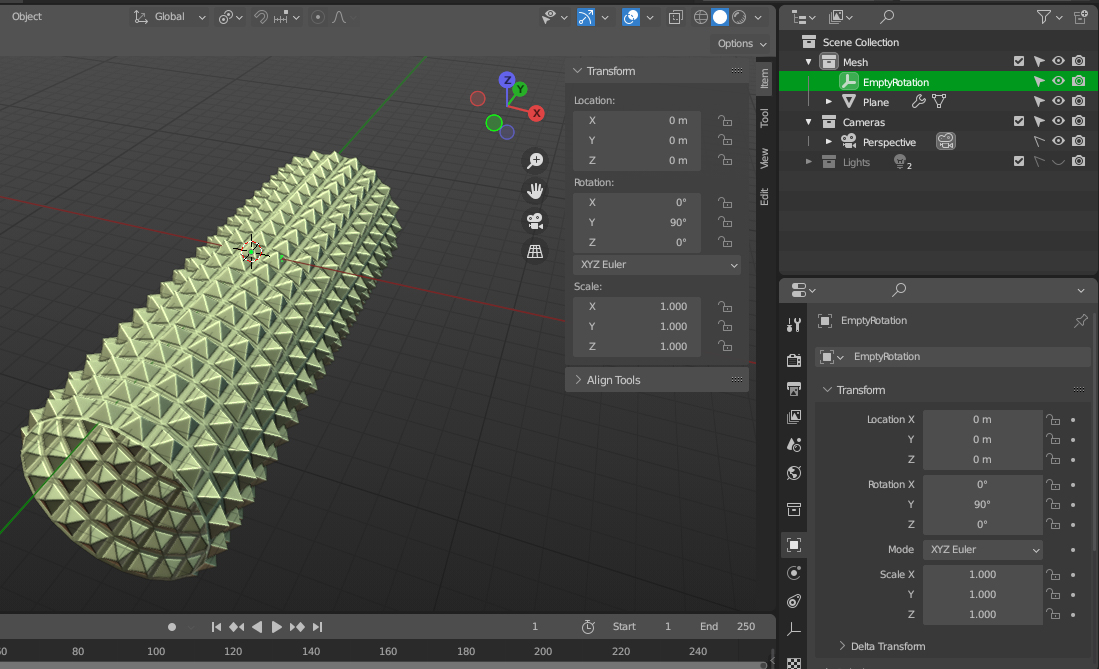 Object
Global
Options
Z
Y
X
Transform
Location:
X 0 m
Y 0 m
Z 0 m
Rotation:
X 0°
Y 90°
Z 0°
XYZ Euler
Scale:
X 1.000
Y 1.000
Z 1.000
Align Tools
Item
Tool
View
Edit
1 Start 1 End 250
80 100 120 140 160 180 200 220 240
Scene Collection
Mesh
EmptyRotation
Plane
Cameras
Perspective
Lights 2
EmptyRotation
EmptyRotation
Transform
Location X 0 m
Y 0 m
Z 0 m
Rotation X 0°
Y 90°
Z 0°
Mode XYZ Euler
Scale X 1.000
Y 1.000
Z 1.000
Delta Transform